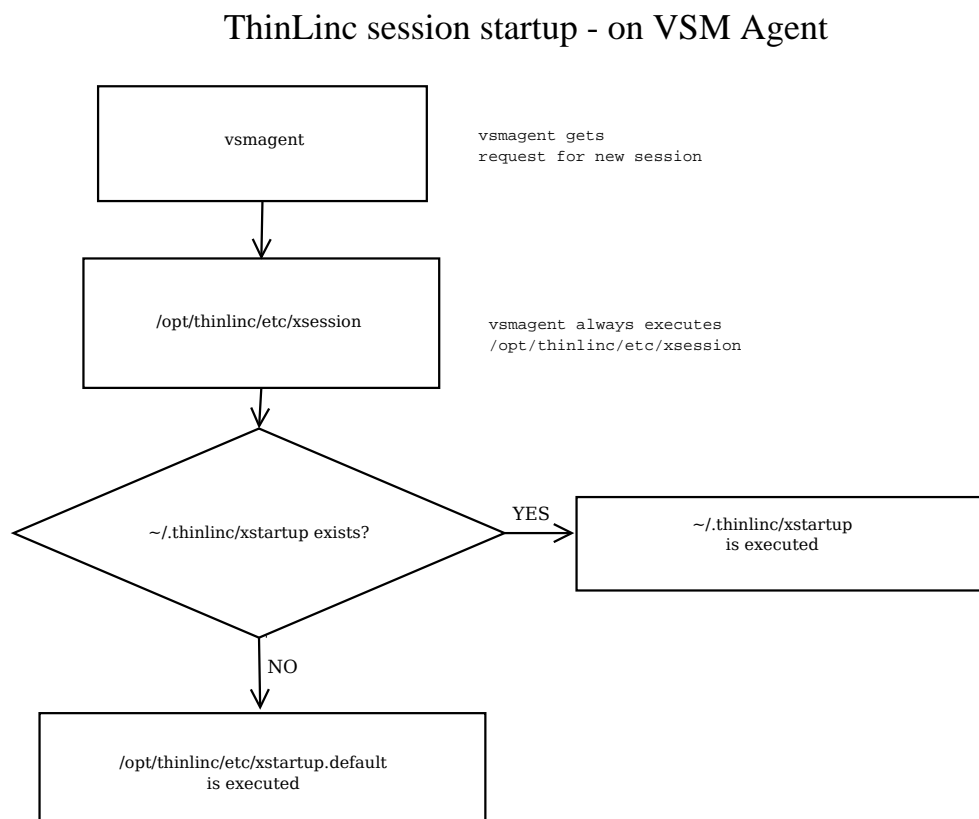 ThinLinc session startup - on VSM Agent
vsmagent
vsmagent gets
request for new session
/opt/thinlinc/etc/xsession
vsmagent always executes
/opt/thinlinc/etc/xsession
~/.thinlinc/xstartup exists?
YES
~/.thinlinc/xstartup
is executed
NO
/opt/thinlinc/etc/xstartup.default
is executed